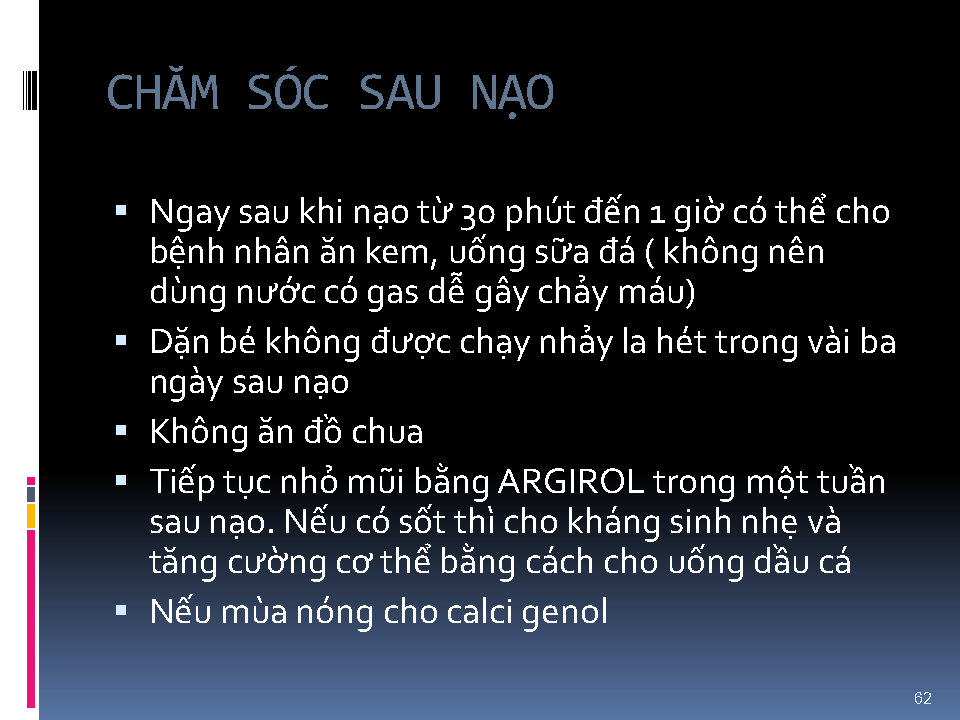 CHĂM SÓC SAU NẠO
▪ Ngay sau khi nạo từ 30 phút đến 1 giờ có thể cho
bệnh nhân ăn kem, uống sữa đá ( không nên
dùng nước có gas dễ gây chảy máu)
▪ Dặn bé không được chạy nhảy la hét trong vài ba
ngày sau nạo
▪ Không ăn đồ chua
▪ Tiếp tục nhỏ mũi bằng ARGIROL trong một tuần
sau nạo. Nếu có sốt thì cho kháng sinh nhẹ và
tăng cường cơ thể bằng cách cho uống dầu cá
▪ Nếu mùa nóng cho calci genol
62